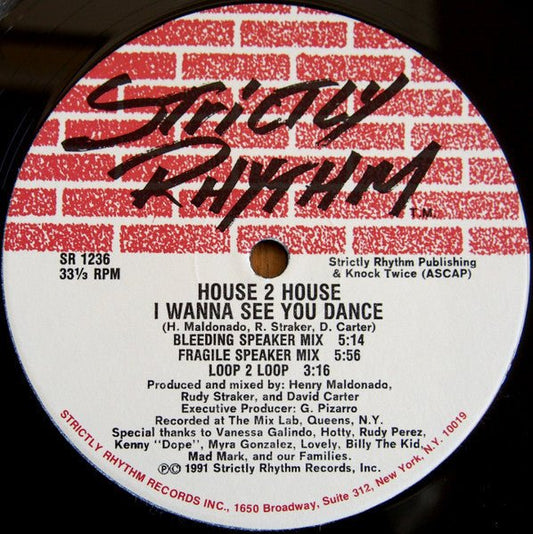 Strictly
Rhythm
T.M.
SR 1236
33⅓ RPM
Strictly Rhythm Publishing
& Knock Twice (ASCAP)
HOUSE 2 HOUSE
I WANNA SEE YOU DANCE
(H. Maldonado, R. Straker, D. Carter)
BLEEDING SPEAKER MIX 5:14
FRAGILE SPEAKER MIX 5:56
LOOP 2 LOOP 3:16
Produced and mixed by: Henry Maldonado,
Rudy Straker, and David Carter
Executive Producer: G. Pizarro
Recorded at The Mix Lab, Queens, N.Y.
Special thanks to Vanessa Galindo, Hotty, Rudy Perez,
Kenny "Dope", Myra Gonzalez, Lovely, Billy The Kid,
Mad Mark, and our Families.
℗© 1991 Strictly Rhythm Records, Inc.
STRICTLY RHYTHM RECORDS INC., 1650 Broadway, Suite 312, New York, N.Y. 10019